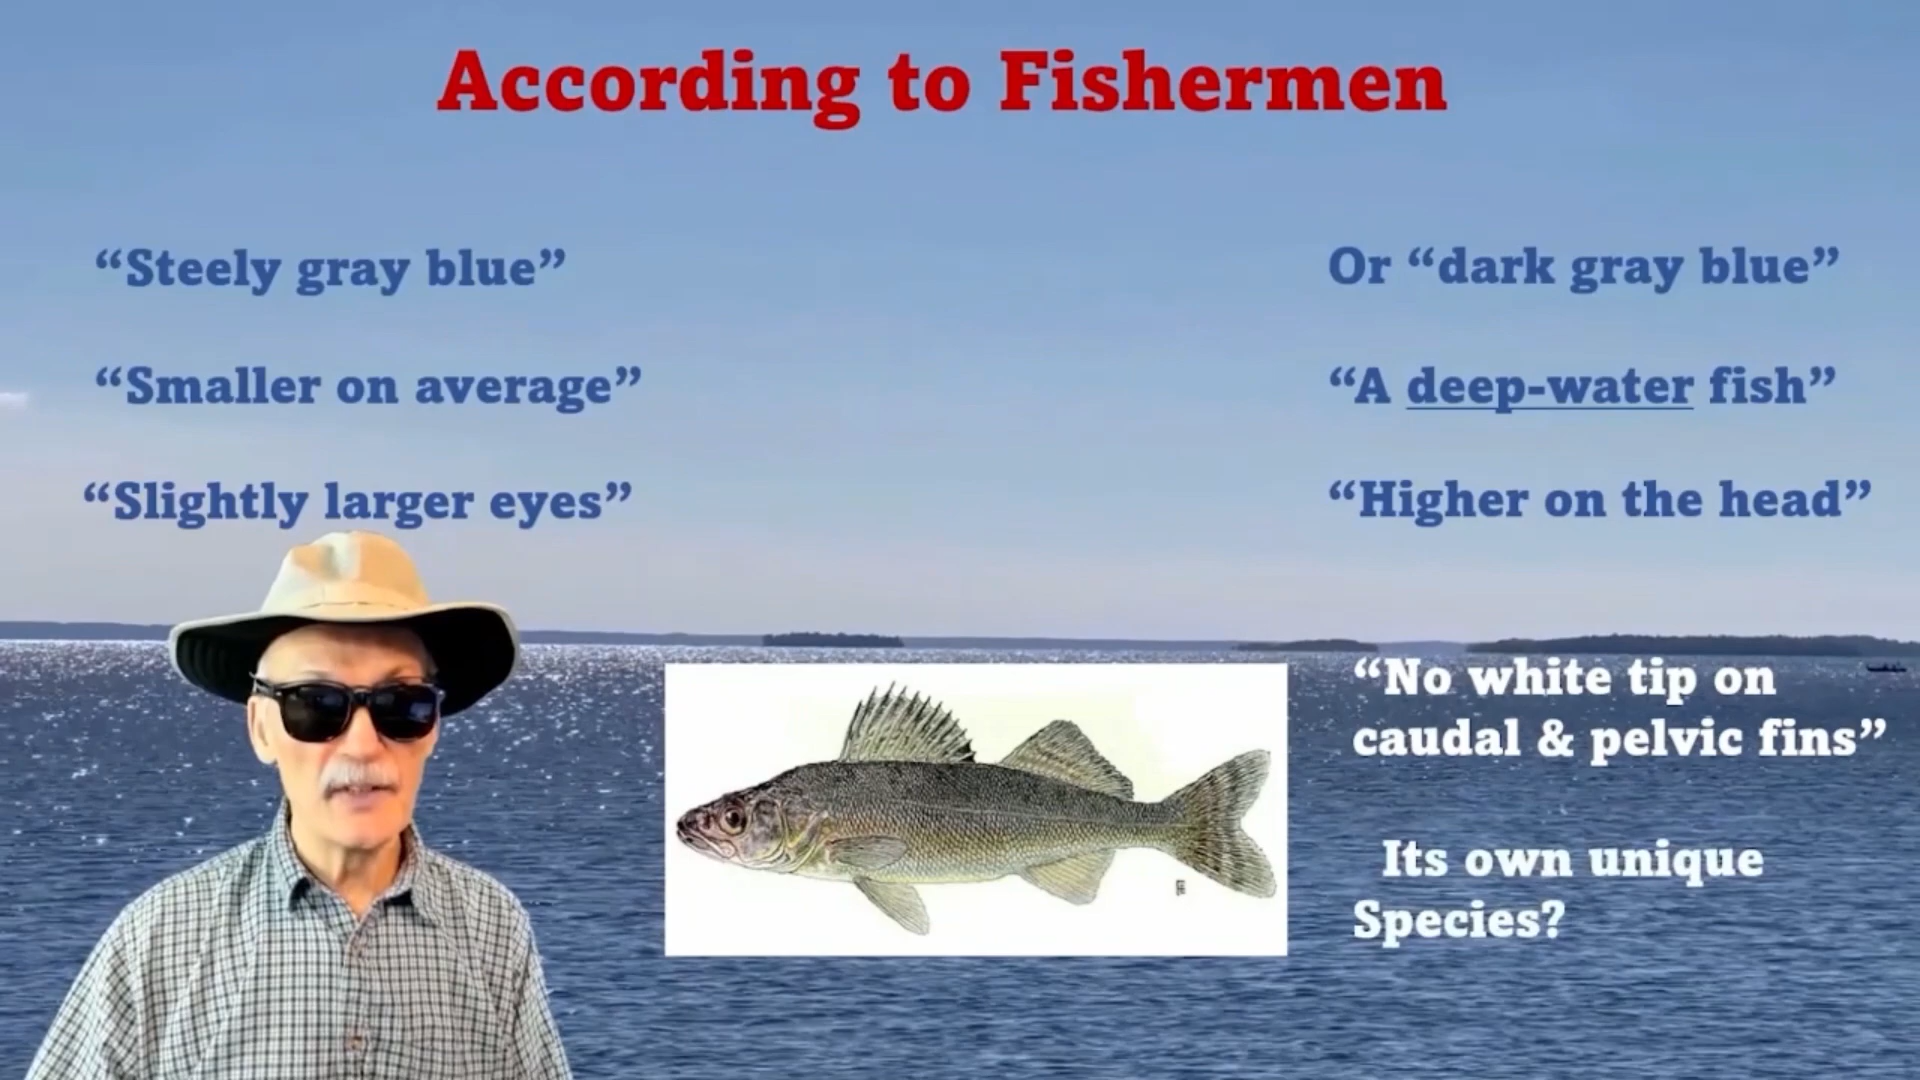 According to Fishermen
“Steely gray blue”
Or “dark gray blue”
“Smaller on average”
“A deep-water fish”
“Slightly larger eyes”
“Higher on the head”
“No white tip on
caudal & pelvic fins”
Its own unique
Species?